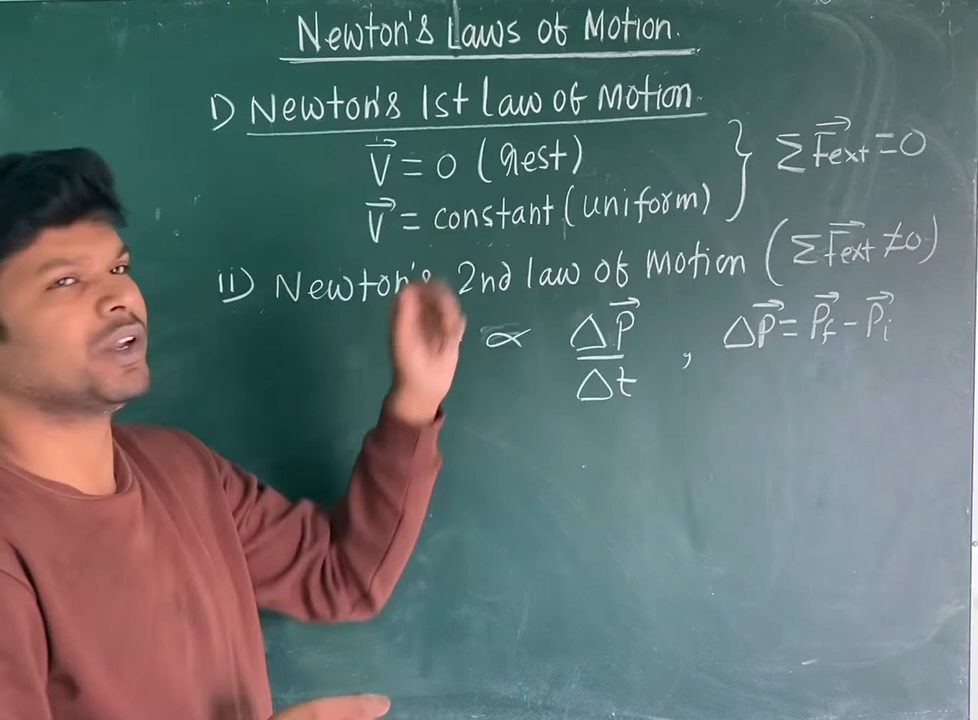 Newton's Laws of Motion.
I) Newton's 1st Law of Motion.
v⃗ = 0 (rest)
v⃗ = constant (uniform) } ΣF⃗ext = 0
II) Newton's 2nd law of Motion (ΣF⃗ext ≠ 0)
∝ ΔP⃗/Δt , ΔP⃗ = P⃗f - P⃗i